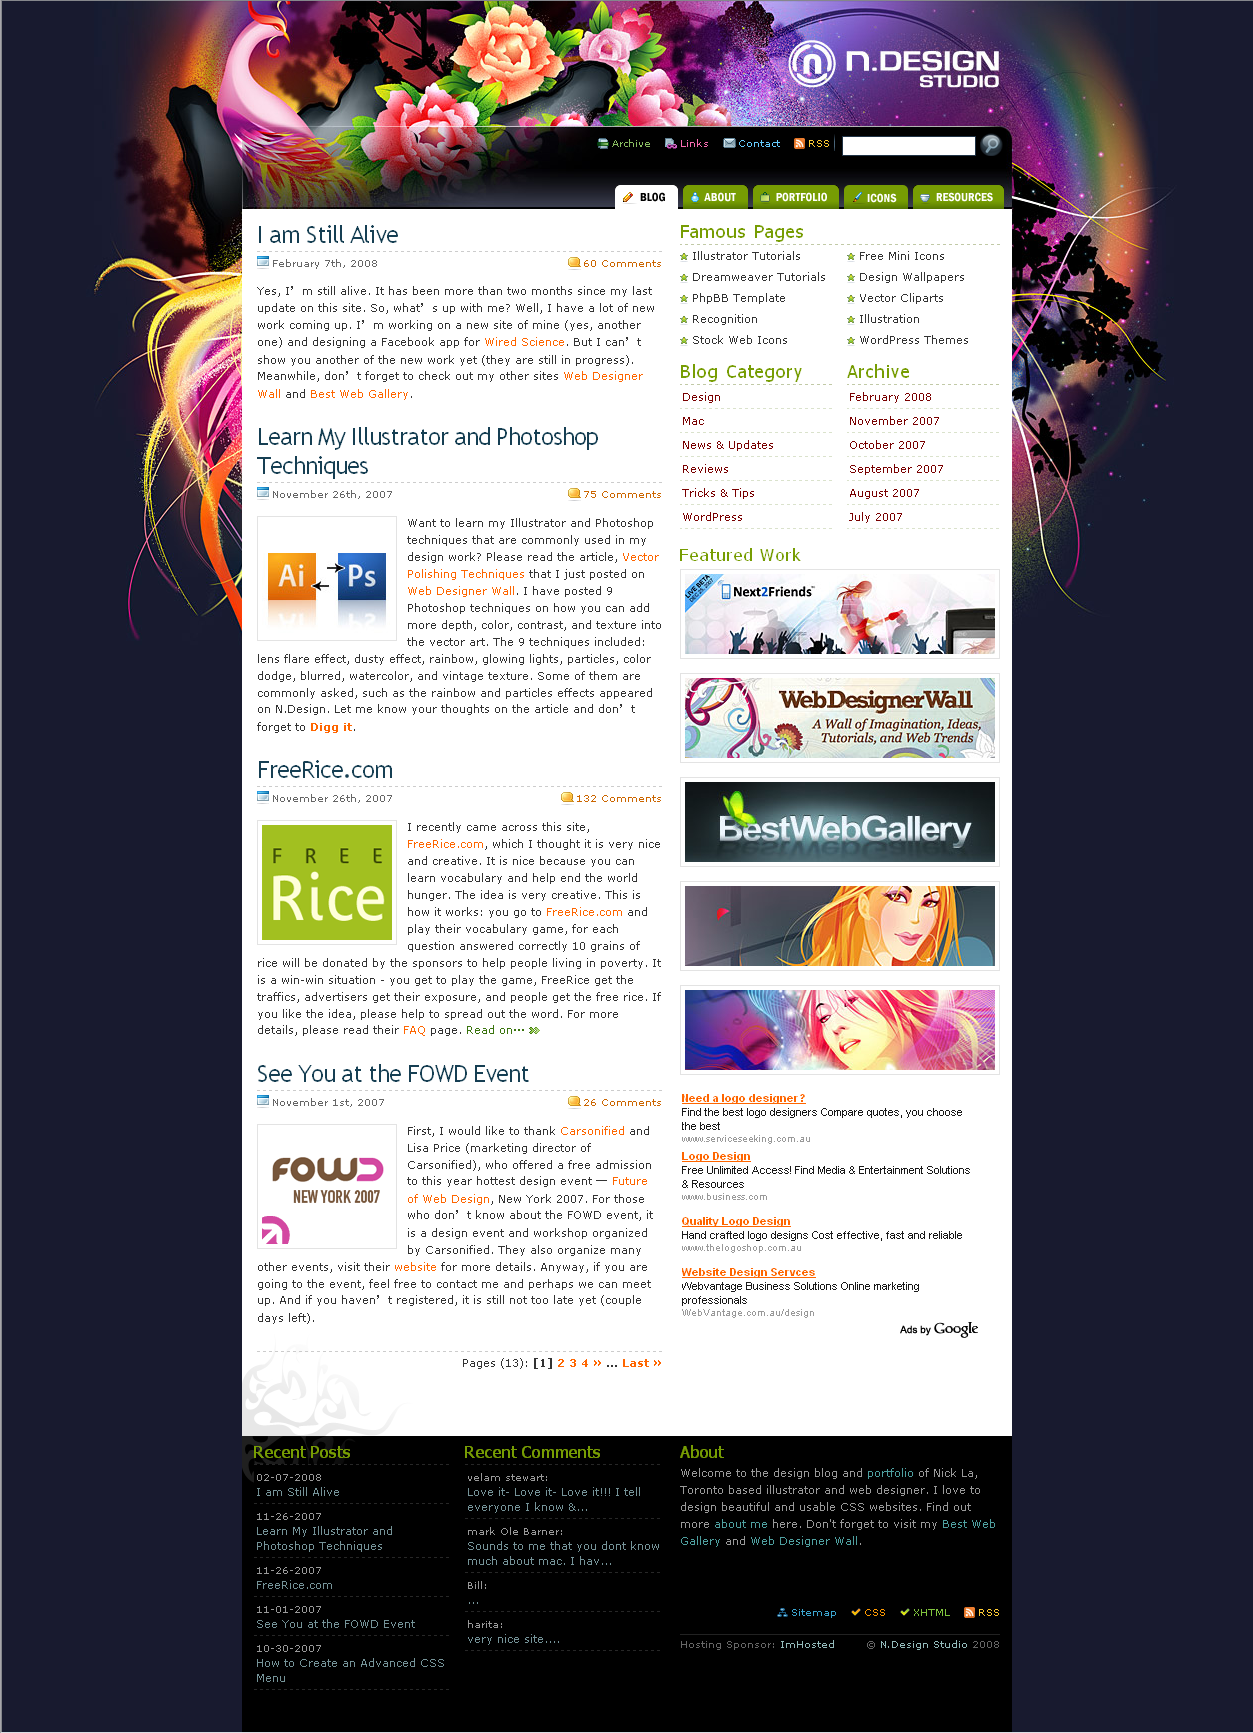 n N.DESIGN
STUDIO
Archive Links Contact RSS
BLOG ABOUT PORTFOLIO ICONS RESOURCES
I am Still Alive
February 7th, 2008 60 Comments
Yes, I’m still alive. It has been more than two months since my last
update on this site. So, what’s up with me? Well, I have a lot of new
work coming up. I’m working on a new site of mine (yes, another
one) and designing a Facebook app for Wired Science. But I can’t
show you another of the new work yet (they are still in progress).
Meanwhile, don’t forget to check out my other sites Web Designer
Wall and Best Web Gallery.
Learn My Illustrator and Photoshop
Techniques
November 26th, 2007 75 Comments
Ai Ps
Want to learn my Illustrator and Photoshop
techniques that are commonly used in my
design work? Please read the article, Vector
Polishing Techniques that I just posted on
Web Designer Wall. I have posted 9
Photoshop techniques on how you can add
more depth, color, contrast, and texture into
the vector art. The 9 techniques included:
lens flare effect, dusty effect, rainbow, glowing lights, particles, color
dodge, blurred, watercolor, and vintage texture. Some of them are
commonly asked, such as the rainbow and particles effects appeared
on N.Design. Let me know your thoughts on the article and don’t
forget to Digg it.
FreeRice.com
November 26th, 2007 132 Comments
FREE
Rice
I recently came across this site,
FreeRice.com, which I thought it is very nice
and creative. It is nice because you can
learn vocabulary and help end the world
hunger. The idea is very creative. This is
how it works: you go to FreeRice.com and
play their vocabulary game, for each
question answered correctly 10 grains of
rice will be donated by the sponsors to help people living in poverty. It
is a win-win situation - you get to play the game, FreeRice get the
traffics, advertisers get their exposure, and people get the free rice. If
you like the idea, please help to spread out the word. For more
details, please read their FAQ page. Read on…
See You at the FOWD Event
November 1st, 2007 26 Comments
FOWD
NEW YORK 2007
First, I would like to thank Carsonified and
Lisa Price (marketing director of
Carsonified), who offered a free admission
to this year hottest design event — Future
of Web Design, New York 2007. For those
who don’t know about the FOWD event, it
is a design event and workshop organized
by Carsonified. They also organize many
other events, visit their website for more details. Anyway, if you are
going to the event, feel free to contact me and perhaps we can meet
up. And if you haven’t registered, it is still not too late yet (couple
days left).
Pages (13): [1] 2 3 4 » ... Last »
Famous Pages
Illustrator Tutorials Free Mini Icons
Dreamweaver Tutorials Design Wallpapers
PhpBB Template Vector Cliparts
Recognition Illustration
Stock Web Icons WordPress Themes
Blog Category Archive
Design February 2008
Mac November 2007
News & Updates October 2007
Reviews September 2007
Tricks & Tips August 2007
WordPress July 2007
Featured Work
LIVE BETA
Next2Friends™
WebDesignerWall
A Wall of Imagination, Ideas,
Tutorials, and Web Trends
BestWebGallery
Need a logo designer?
Find the best logo designers Compare quotes, you choose
the best
www.serviceseeking.com.au
Logo Design
Free Unlimited Access! Find Media & Entertainment Solutions
& Resources
www.business.com
Quality Logo Design
Hand crafted logo designs Cost effective, fast and reliable
www.thelogoshop.com.au
Website Design Servces
Webvantage Business Solutions Online marketing
professionals
WebVantage.com.au/design
Ads by Google
Recent Posts
02-07-2008
I am Still Alive
11-26-2007
Learn My Illustrator and
Photoshop Techniques
11-26-2007
FreeRice.com
11-01-2007
See You at the FOWD Event
10-30-2007
How to Create an Advanced CSS
Menu
Recent Comments
velam stewart:
Love it- Love it- Love it!!! I tell
everyone I know &...
mark Ole Barner:
Sounds to me that you dont know
much about mac. I hav...
Bill:
...
harita:
very nice site....
About
Welcome to the design blog and portfolio of Nick La,
Toronto based illustrator and web designer. I love to
design beautiful and usable CSS websites. Find out
more about me here. Don't forget to visit my Best Web
Gallery and Web Designer Wall.
Sitemap CSS XHTML RSS
Hosting Sponsor: ImHosted © N.Design Studio 2008